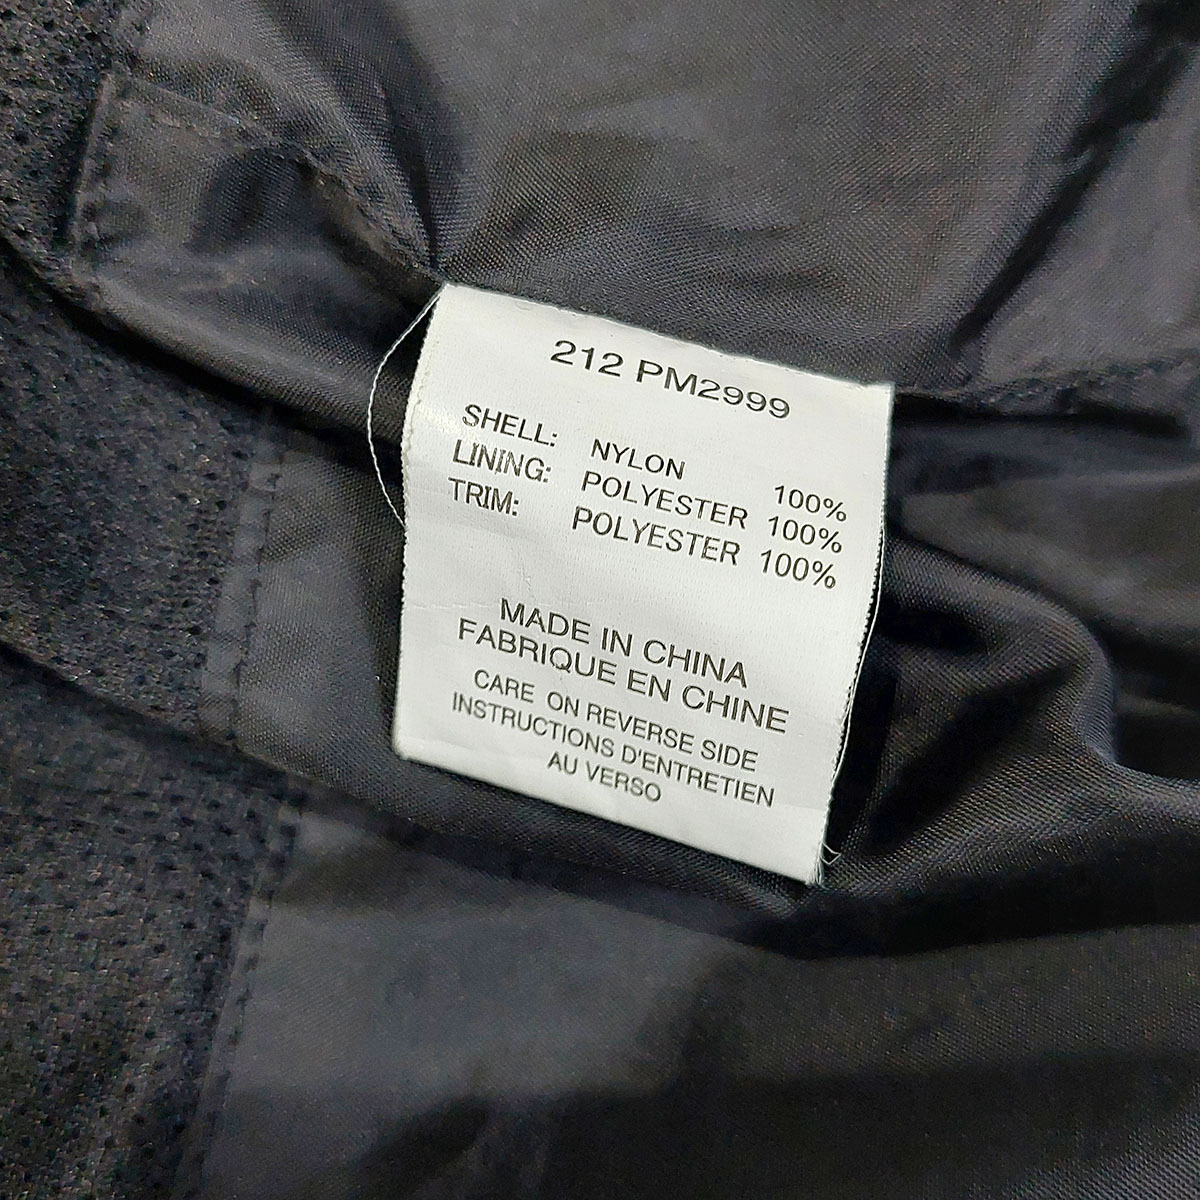 212 PM2999
SHELL: NYLON 100%
LINING: POLYESTER 100%
TRIM: POLYESTER 100%
MADE IN CHINA
FABRIQUE EN CHINE
CARE ON REVERSE SIDE
INSTRUCTIONS D'ENTRETIEN
AU VERSO